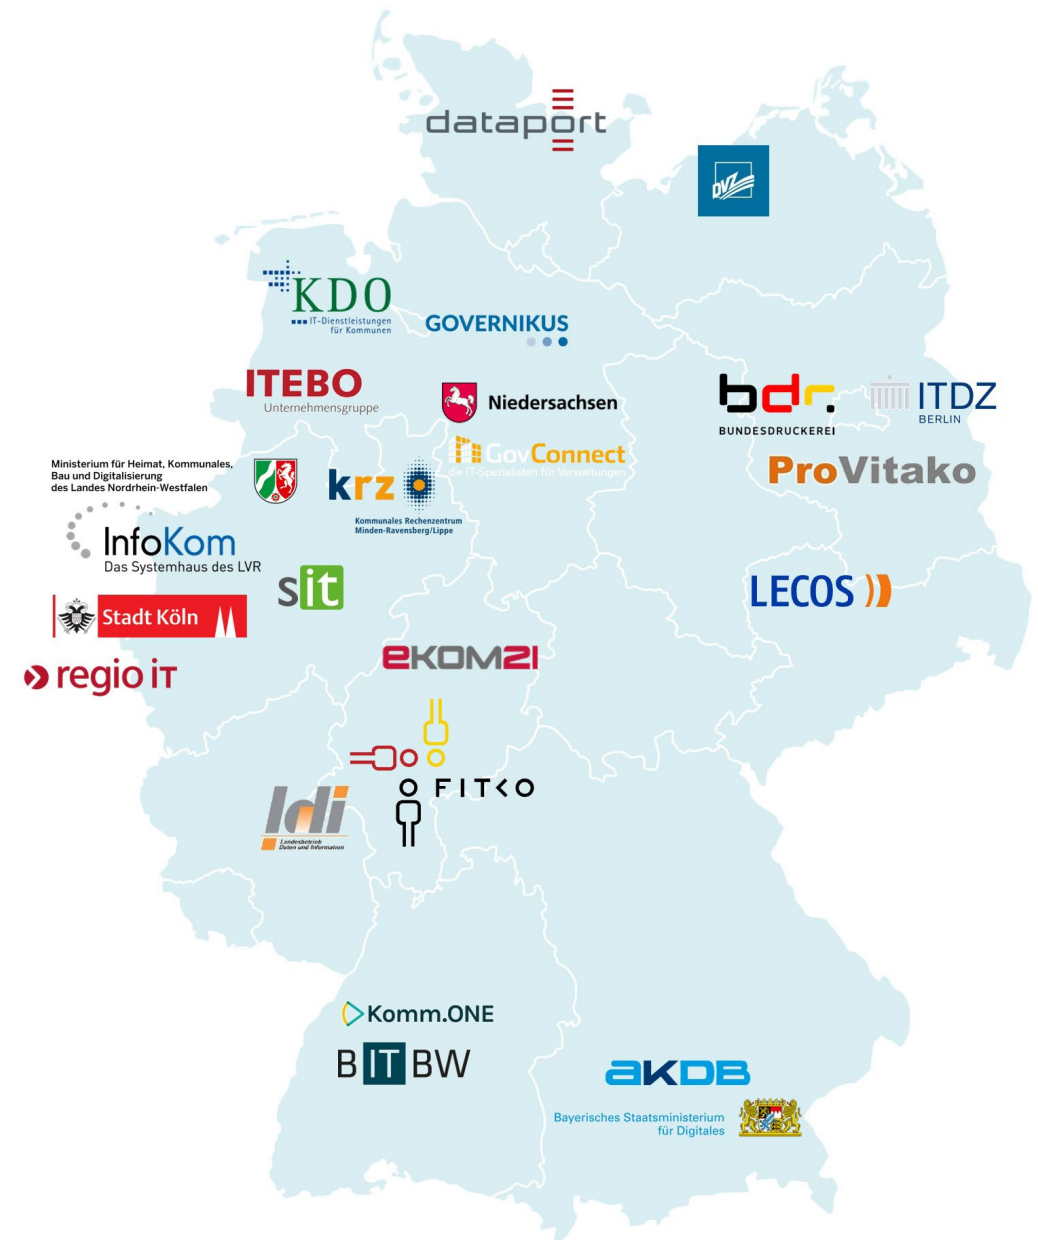 dataport
DVZ
KDO
IT-Dienstleistungen
für Kommunen
GOVERNIKUS
ITEBO
Unternehmensgruppe
Niedersachsen
bdr.
BUNDESDRUCKEREI
ITDZ
BERLIN
GovConnect
die IT-Spezialisten für Verwaltungen
ProVitako
Ministerium für Heimat, Kommunales,
Bau und Digitalisierung
des Landes Nordrhein-Westfalen
krz
Kommunales Rechenzentrum
Minden-Ravensberg/Lippe
InfoKom
Das Systemhaus des LVR
sit
LECOS
Stadt Köln
regio iT
eKOM21
FITKO
ldi
Landesbetrieb
Daten und Information
Komm.ONE
BITBW
AKDB
Bayerisches Staatsministerium
für Digitales